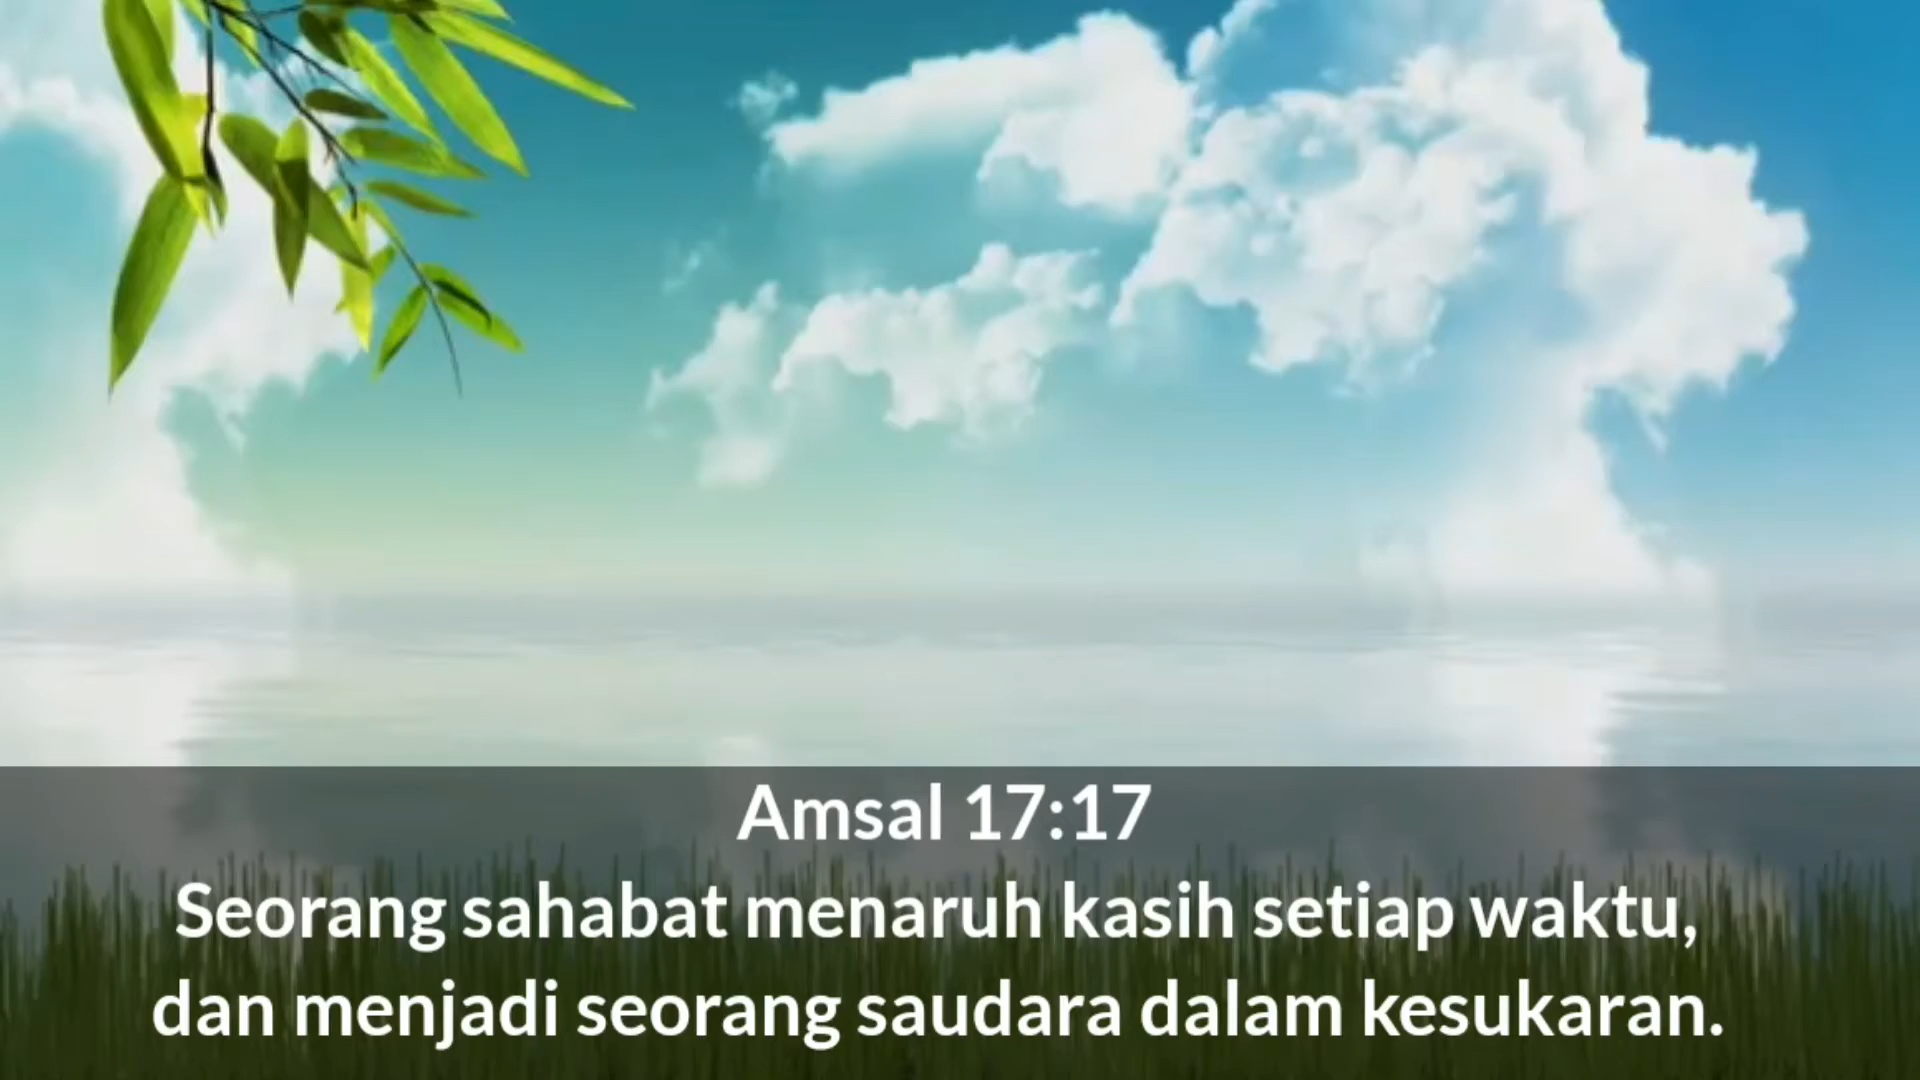 Amsal 17:17
Seorang sahabat menaruh kasih setiap waktu,
dan menjadi seorang saudara dalam kesukaran.